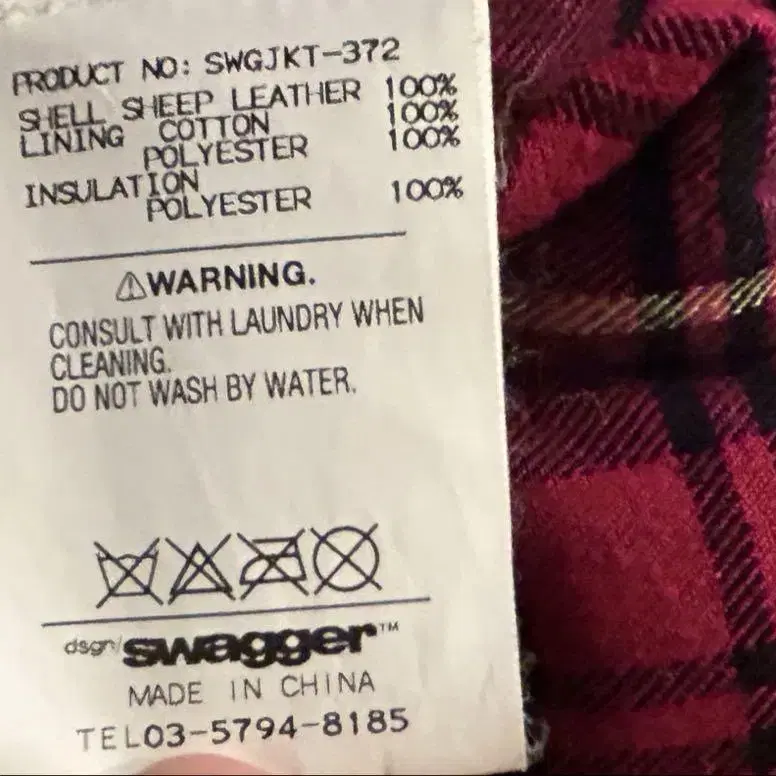 PRODUCT NO: SWGJKT-372
SHELL SHEEP LEATHER 100%
LINING COTTON 100%
POLYESTER 100%
INSULATION
POLYESTER 100%
⚠WARNING.
CONSULT WITH LAUNDRY WHEN
CLEANING.
DO NOT WASH BY WATER.
dsgn/swagger™
MADE IN CHINA
TEL03-5794-8185